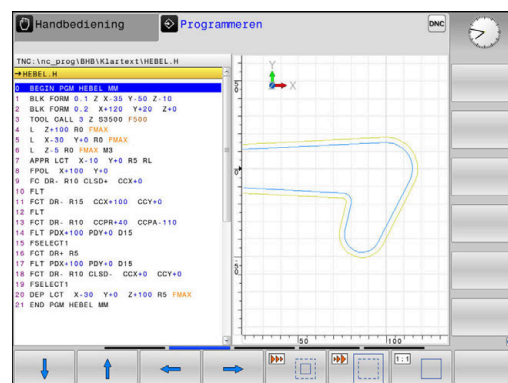 Handbediening
Programmeren
DNC
TNC:\nc_prog\BHB\Klartext\HEBEL.H
→HEBEL.H
0 BEGIN PGM HEBEL MM
1 BLK FORM 0.1 Z X-35 Y-50 Z-10
2 BLK FORM 0.2 X+120 Y+20 Z+0
3 TOOL CALL 3 Z S3500 F500
4 L Z+100 R0 FMAX
5 L X-30 Y+0 R0 FMAX
6 L Z-5 R0 FMAX M3
7 APPR LCT X-10 Y+0 R5 RL
8 FPOL X+100 Y+0
9 FC DR- R10 CLSD+ CCX+0
10 FLT
11 FCT DR- R15 CCX+100 CCY+0
12 FLT
13 FCT DR- R10 CCPR+40 CCPA-110
14 FLT PDX+100 PDY+0 D15
15 FSELECT1
16 FCT DR+ R5
17 FLT PDX+100 PDY+0 D15
18 FCT DR- R10 CLSD- CCX+0 CCY+0
19 FSELECT1
20 DEP LCT X-30 Y+0 Z+100 R5 FMAX
21 END PGM HEBEL MM
Y
X
50
0
50
100
1:1